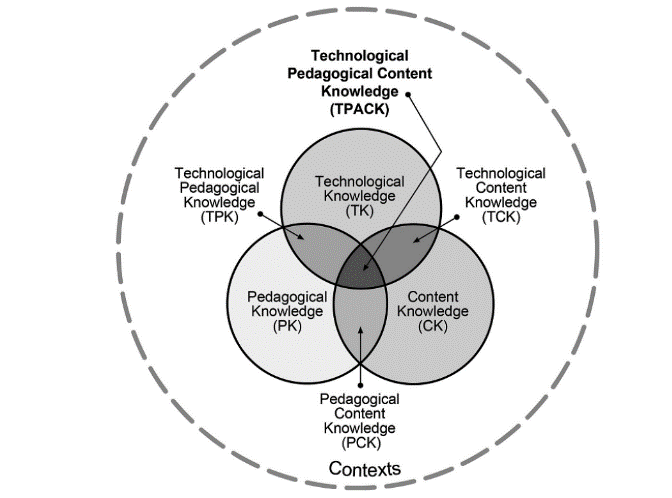 Technological
Pedagogical Content
Knowledge
(TPACK)
Technological
Pedagogical
Knowledge
(TPK)
Technological
Knowledge
(TK)
Technological
Content
Knowledge
(TCK)
Pedagogical
Knowledge
(PK)
Content
Knowledge
(CK)
Pedagogical
Content
Knowledge
(PCK)
Contexts